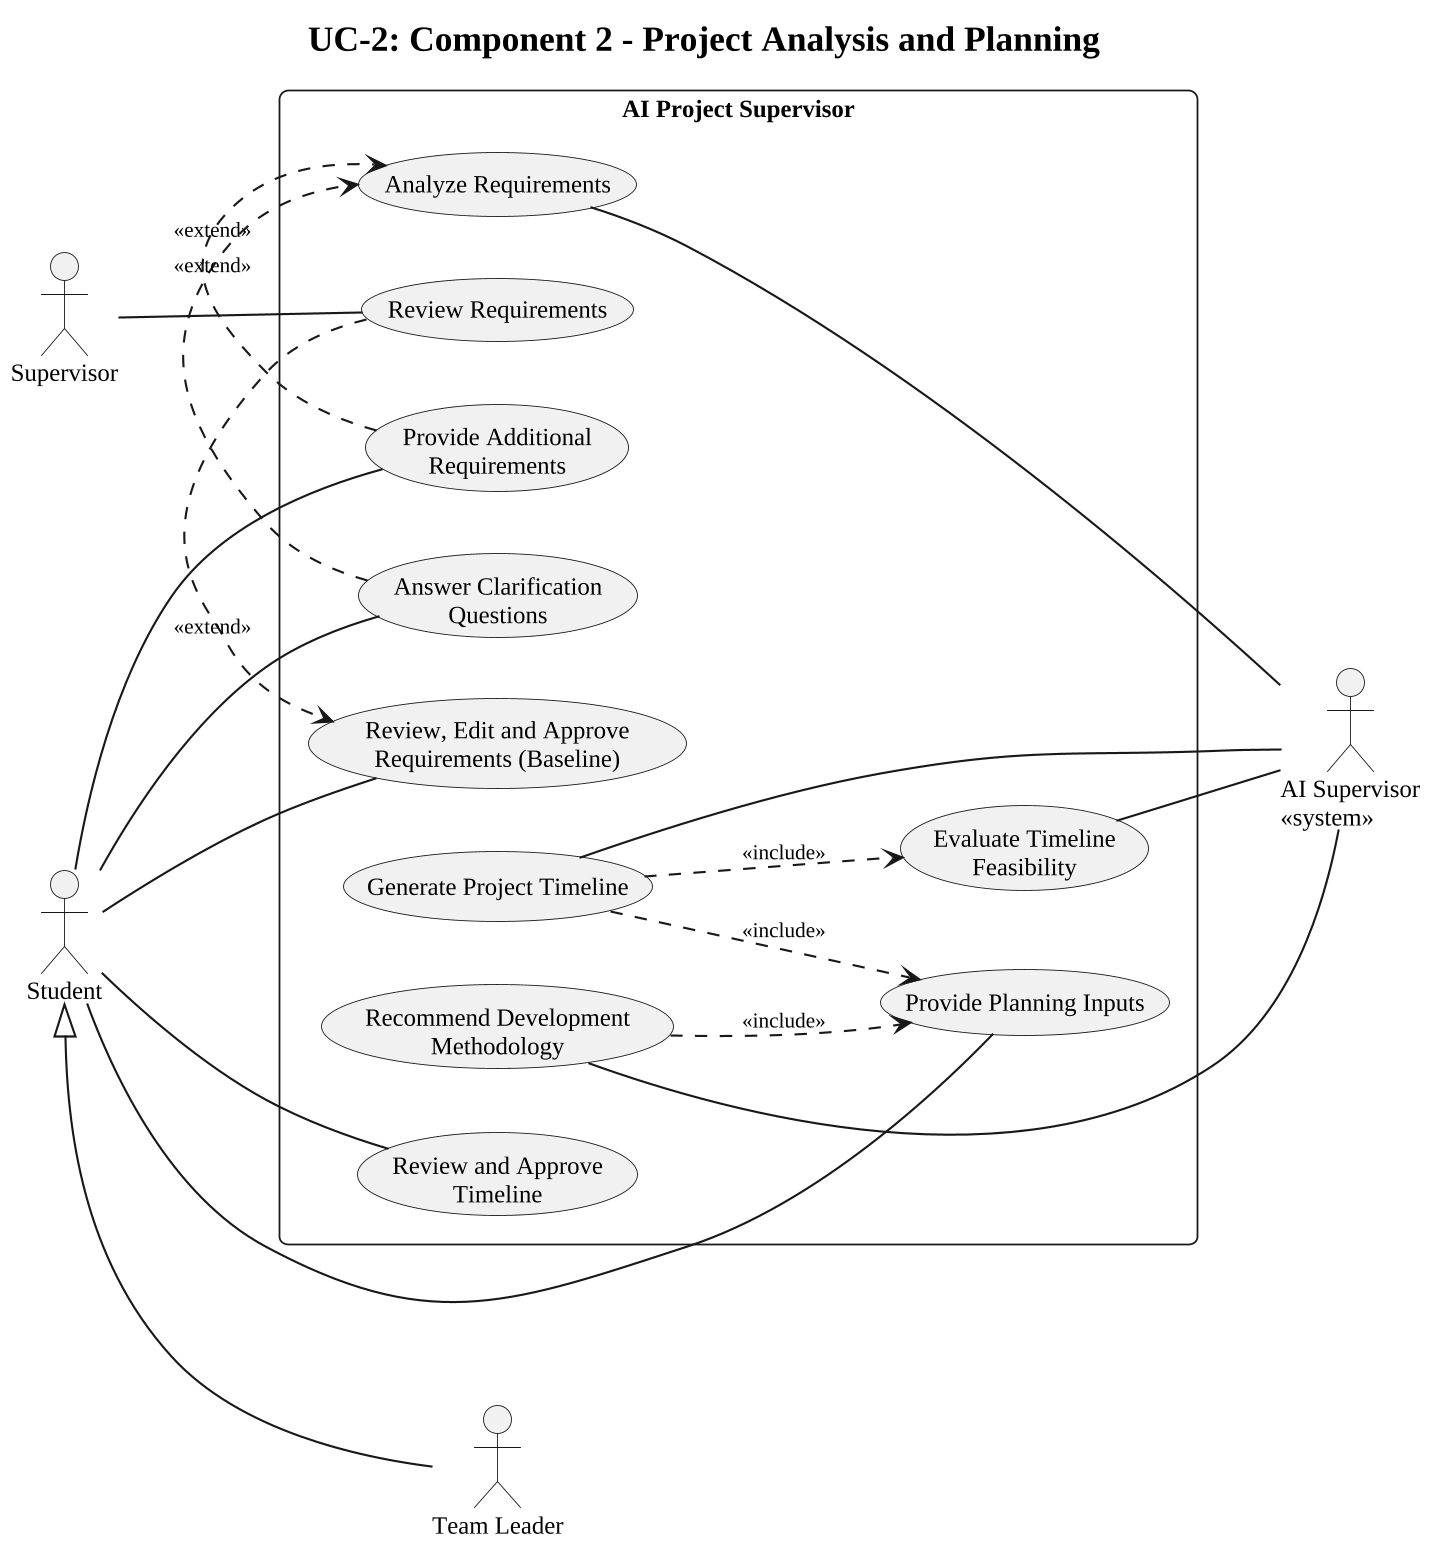 UC-2: Component 2 - Project Analysis and Planning
AI Project Supervisor
Analyze Requirements
«extend»
«extend»
Review Requirements
Supervisor
Provide Additional
Requirements
Answer Clarification
Questions
«extend»
Review, Edit and Approve
Requirements (Baseline)
AI Supervisor
«system»
Evaluate Timeline
Feasibility
«include»
Generate Project Timeline
«include»
Student
Provide Planning Inputs
Recommend Development
Methodology
«include»
Review and Approve
Timeline
Team Leader